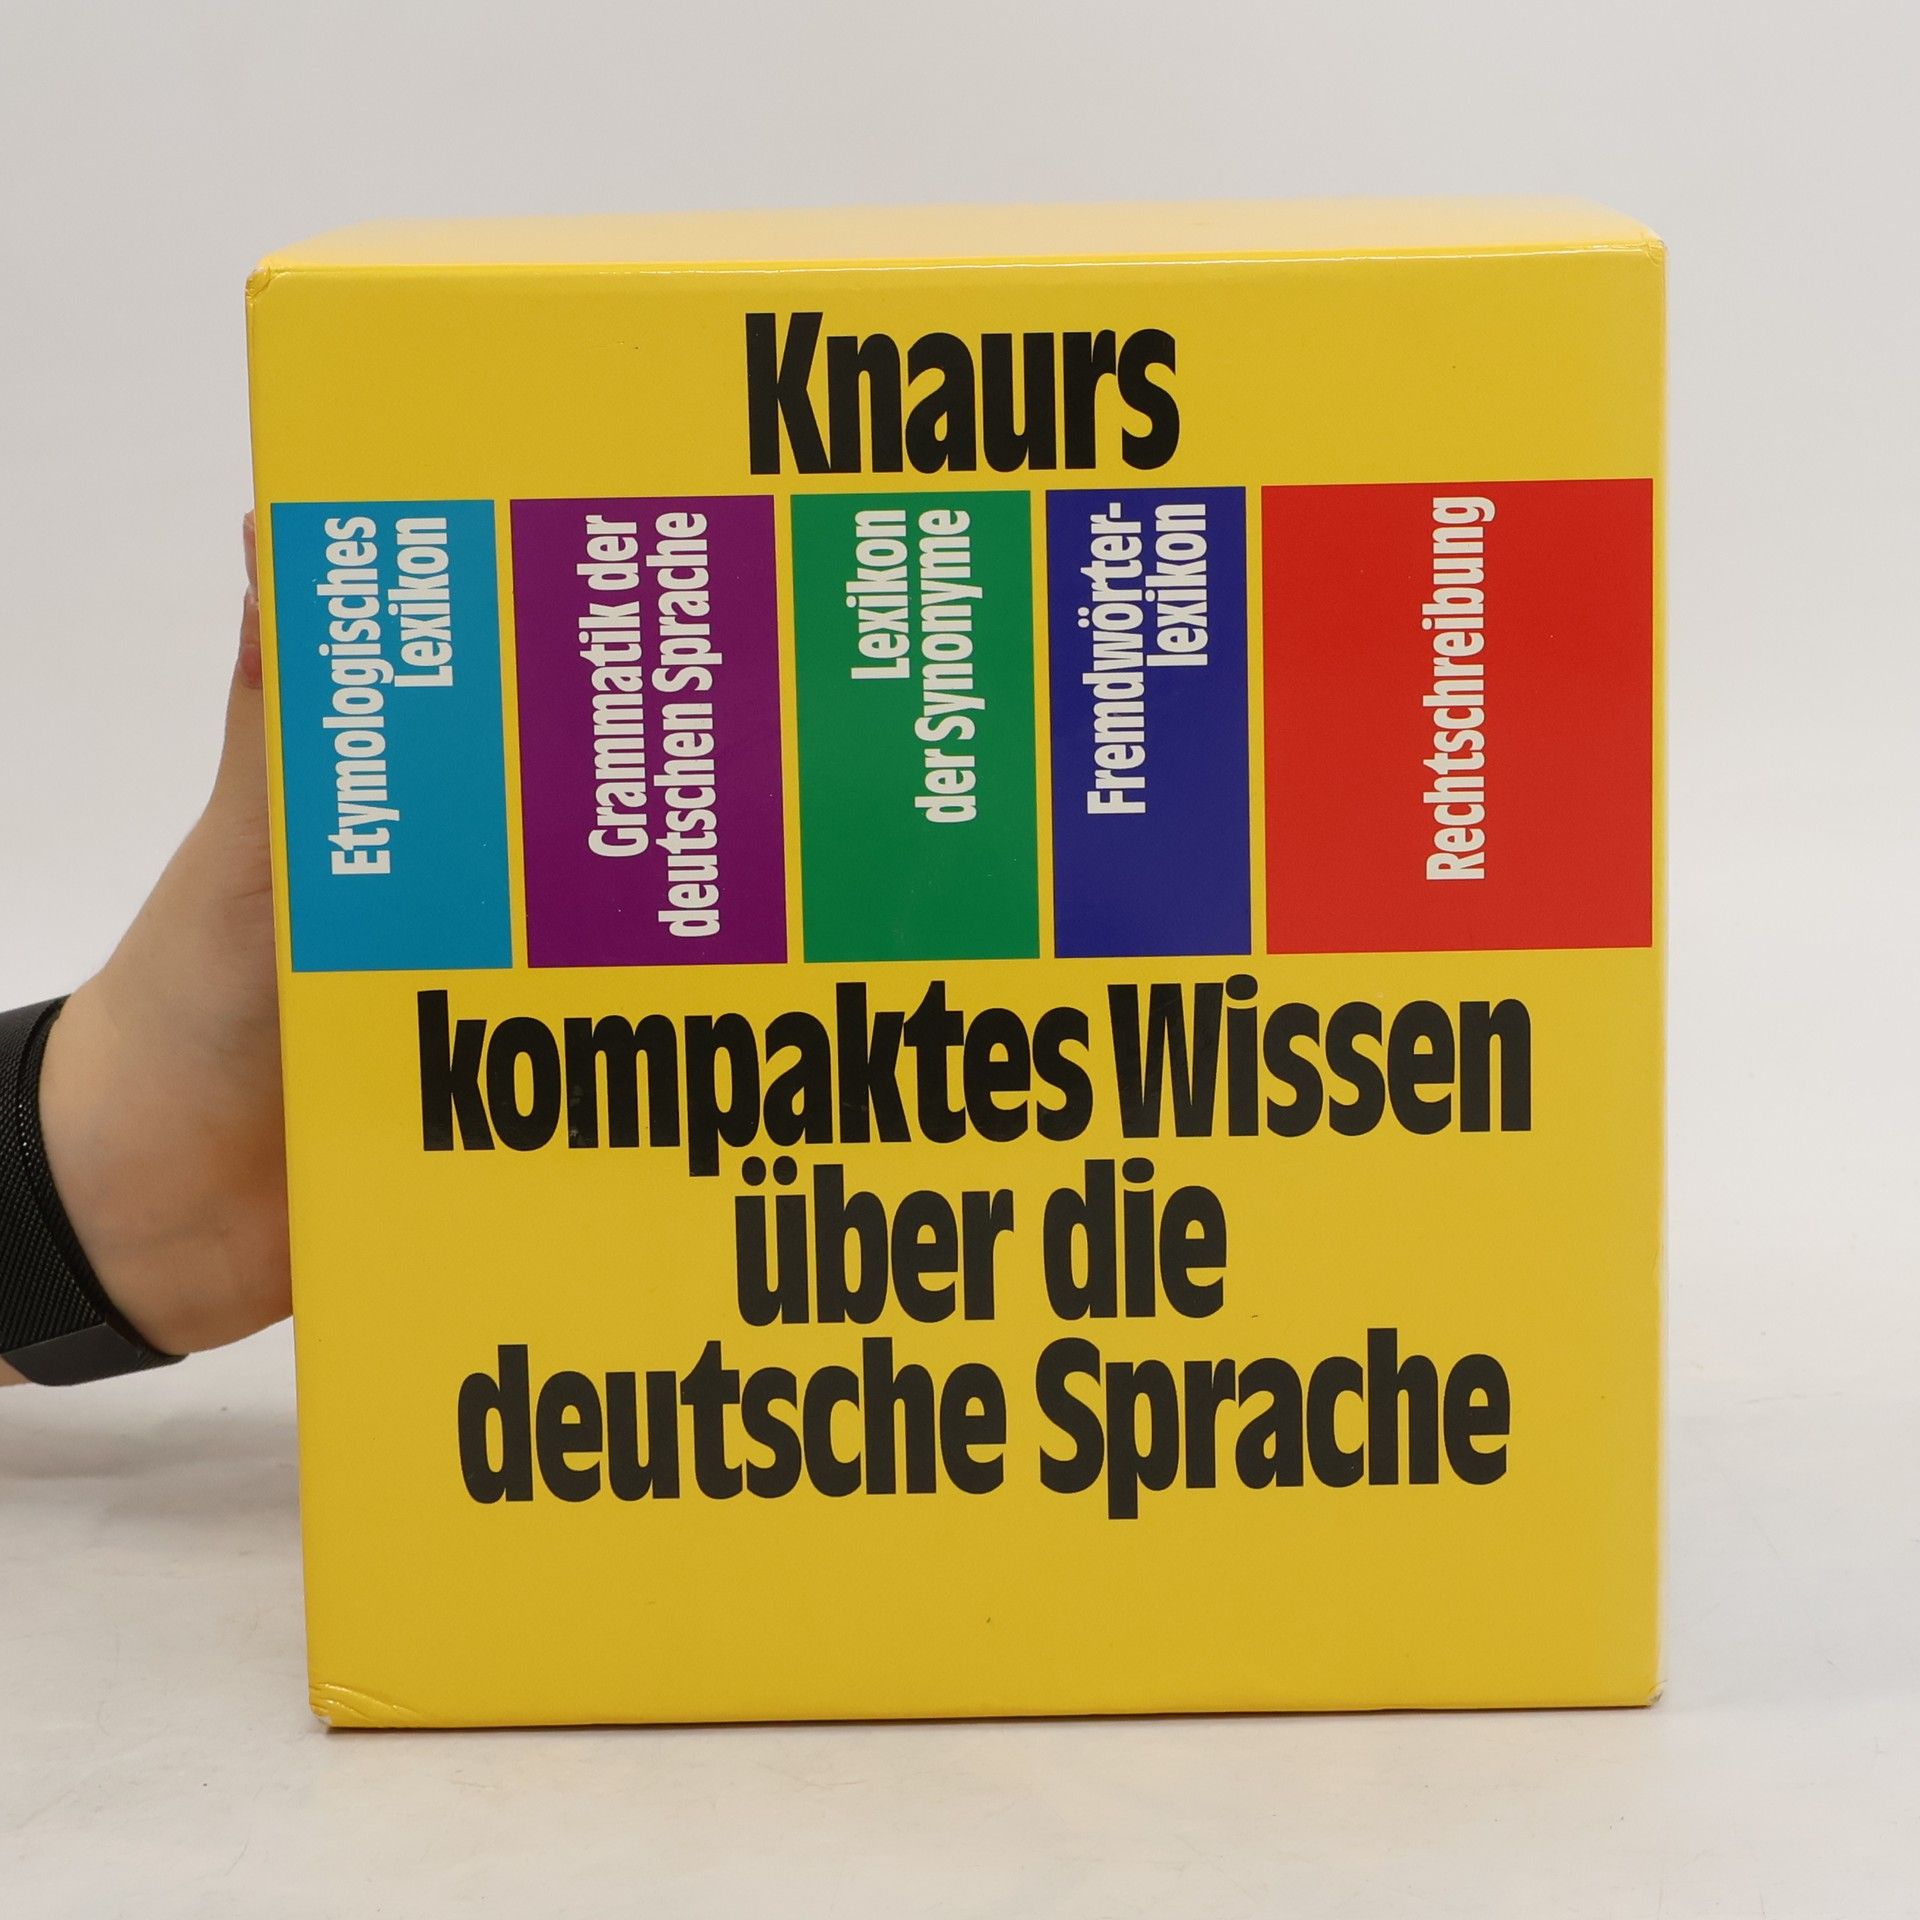 Knaurs
Etymologisches
Lexikon
Grammatik der
deutschen Sprache
Lexikon
der Synonyme
Fremdwörter-
lexikon
Rechtschreibung
kompaktes Wissen
über die
deutsche Sprache